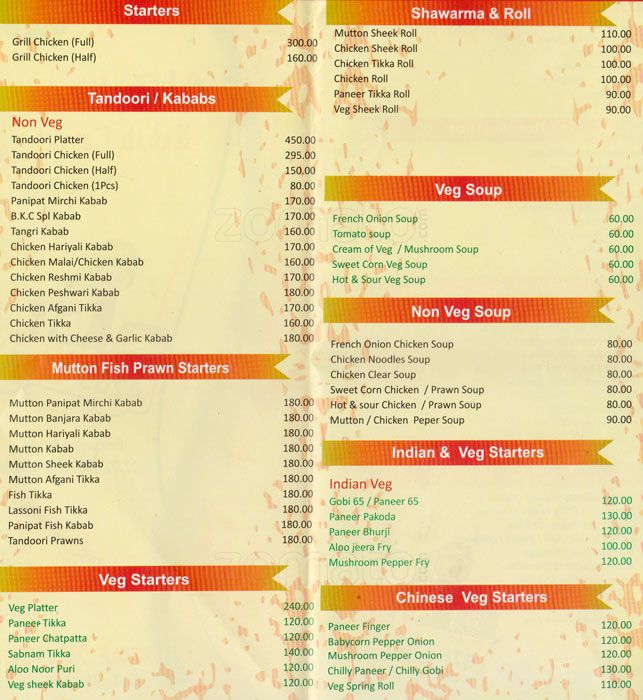 Starters
Grill Chicken (Full) 300.00
Grill Chicken (Half) 160.00
Tandoori / Kababs
Non Veg
Tandoori Platter 450.00
Tandoori Chicken (Full) 295.00
Tandoori Chicken (Half) 150.00
Tandoori Chicken (1Pcs) 80.00
Panipat Mirchi Kabab 170.00
B.K.C Spl Kabab 170.00
Tangri Kabab 160.00
Chicken Hariyali Kabab 170.00
Chicken Malai/Chicken Kabab 160.00
Chicken Reshmi Kabab 170.00
Chicken Peshwari Kabab 180.00
Chicken Afgani Tikka 170.00
Chicken Tikka 160.00
Chicken with Cheese & Garlic Kabab 180.00
Mutton Fish Prawn Starters
Mutton Panipat Mirchi Kabab 180.00
Mutton Banjara Kabab 180.00
Mutton Hariyali Kabab 180.00
Mutton Kabab 180.00
Mutton Sheek Kabab 180.00
Mutton Afgani Tikka 180.00
Fish Tikka 180.00
Lassoni Fish Tikka 180.00
Panipat Fish Kabab 180.00
Tandoori Prawns 180.00
Veg Starters
Veg Platter 240.00
Paneer Tikka 120.00
Paneer Chatpatta 120.00
Sabnam Tikka 140.00
Aloo Noor Puri 120.00
Veg sheek Kabab 120.00
Shawarma & Roll
Mutton Sheek Roll 110.00
Chicken Sheek Roll 100.00
Chicken Tikka Roll 100.00
Chicken Roll 100.00
Paneer Tikka Roll 90.00
Veg Sheek Roll 90.00
Veg Soup
French Onion Soup 60.00
Tomato soup 60.00
Cream of Veg / Mushroom Soup 60.00
Sweet Corn Veg Soup 60.00
Hot & Sour Veg Soup 60.00
Non Veg Soup
French Onion Chicken Soup 80.00
Chicken Noodles Soup 80.00
Chicken Clear Soup 80.00
Sweet Corn Chicken / Prawn Soup 80.00
Hot & sour Chicken / Prawn Soup 80.00
Mutton / Chicken Peper Soup 90.00
Indian & Veg Starters
Indian Veg
Gobi 65 / Paneer 65 120.00
Paneer Pakoda 130.00
Paneer Bhurji 120.00
Aloo jeera Fry 100.00
Mushroom Pepper Fry 120.00
Chinese Veg Starters
Paneer Finger 120.00
Babycorn Pepper Onion 120.00
Mushroom Pepper Onion 120.00
Chilly Paneer / Chilly Gobi 130.00
Veg Spring Roll 110.00